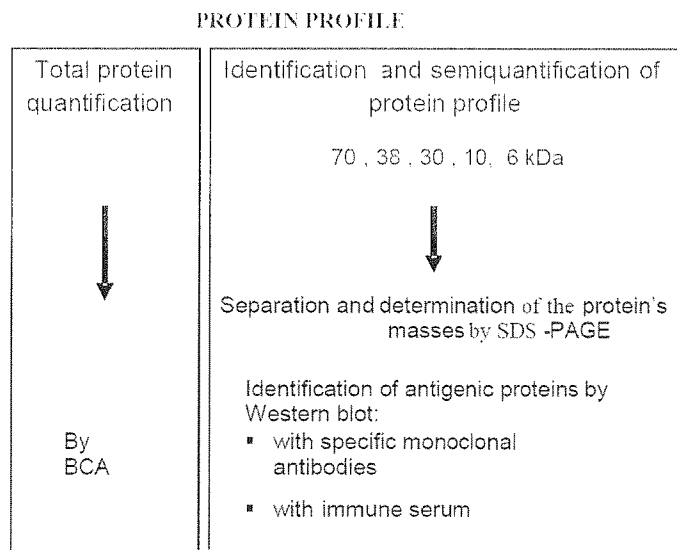 PROTEIN PROFILE
Total protein
quantification
By
BCA
Identification and semiquantification of
protein profile
70 , 38 , 30 , 10, 6 kDa
Separation and determination of the protein's
masses by SDS -PAGE
Identification of antigenic proteins by
Western blot:
▪ with specific monoclonal
antibodies
▪ with immune serum